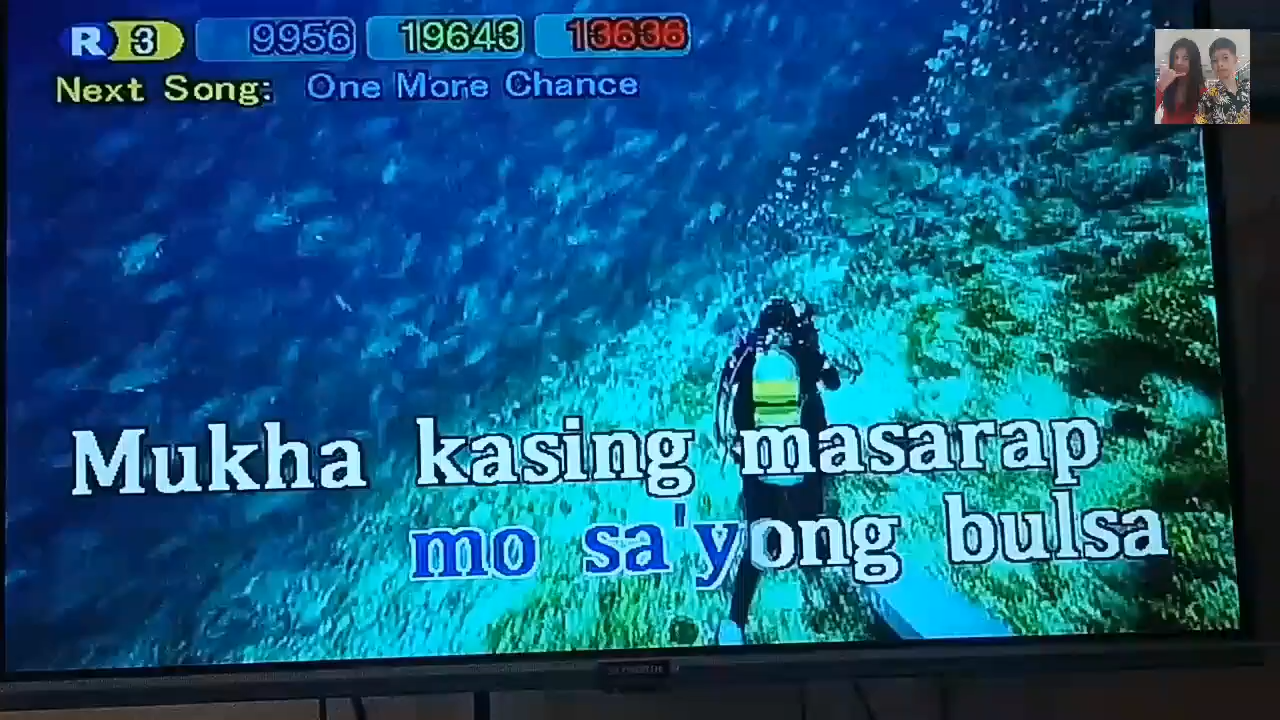 R 3 9956 19643 13636
Next Song: One More Chance
Mukha kasing masarap
mo sa'yong bulsa